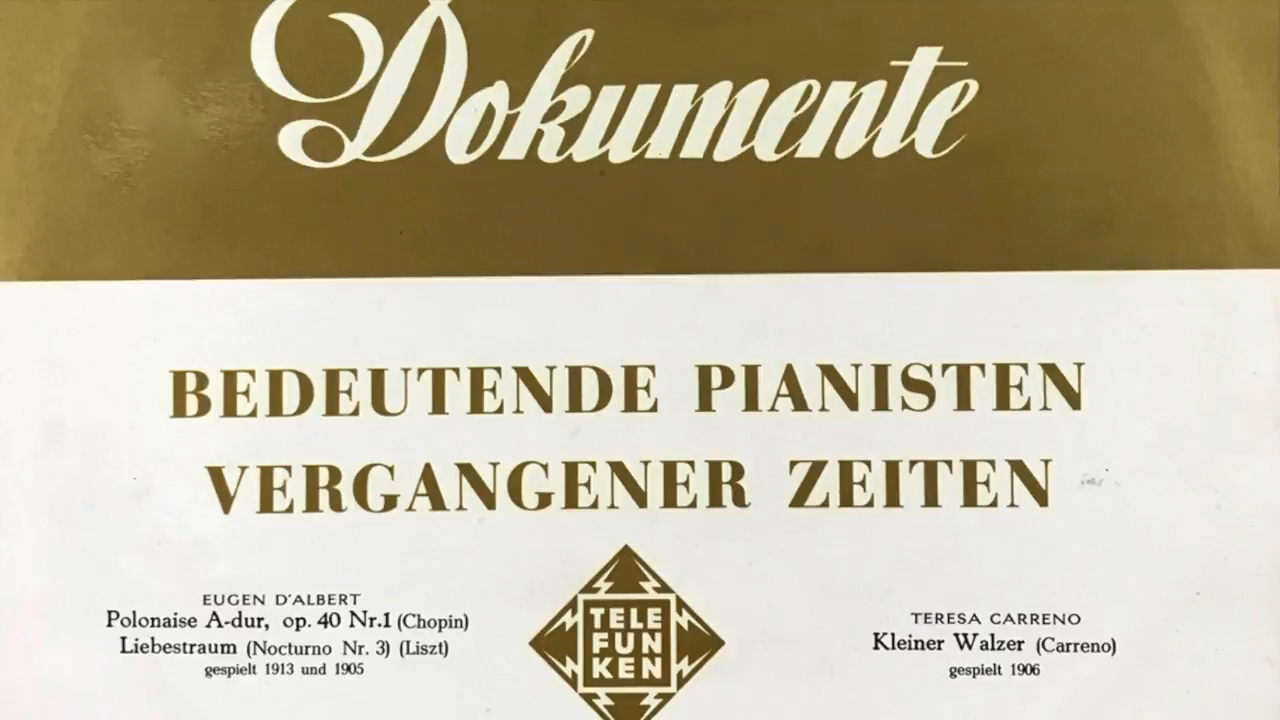 Dokumente
BEDEUTENDE PIANISTEN
VERGANGENER ZEITEN
EUGEN D'ALBERT
Polonaise A-dur, op. 40 Nr.1 (Chopin)
Liebestraum (Nocturno Nr. 3) (Liszt)
gespielt 1913 und 1905
TELE
FUN
KEN
TERESA CARRENO
Kleiner Walzer (Carreno)
gespielt 1906